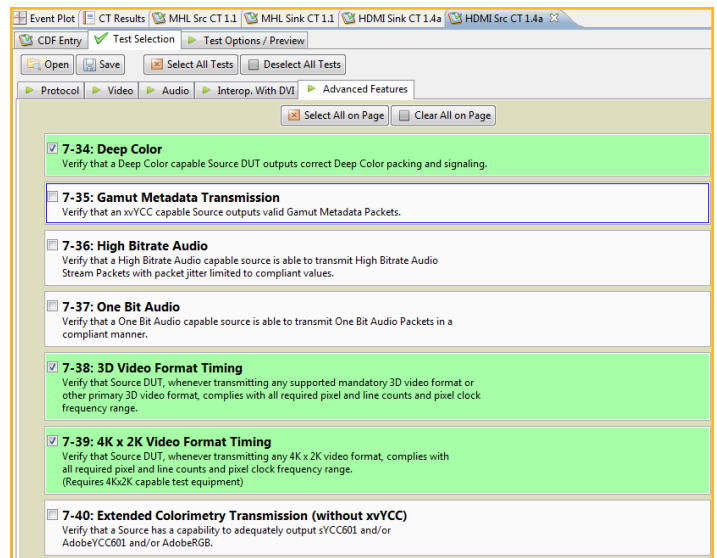 Event Plot CT Results MHL Src CT 1.1 MHL Sink CT 1.1 HDMI Sink CT 1.4a HDMI Src CT 1.4a
CDF Entry Test Selection Test Options / Preview
Open Save Select All Tests Deselect All Tests
Protocol Video Audio Interop. With DVI Advanced Features
Select All on Page Clear All on Page
7-34: Deep Color
Verify that a Deep Color capable Source DUT outputs correct Deep Color packing and signaling.
7-35: Gamut Metadata Transmission
Verify that an xvYCC capable Source outputs valid Gamut Metadata Packets.
7-36: High Bitrate Audio
Verify that a High Bitrate Audio capable source is able to transmit High Bitrate Audio
Stream Packets with packet jitter limited to compliant values.
7-37: One Bit Audio
Verify that a One Bit Audio capable source is able to transmit One Bit Audio Packets in a
compliant manner.
7-38: 3D Video Format Timing
Verify that Source DUT, whenever transmitting any supported mandatory 3D video format or
other primary 3D video format, complies with all required pixel and line counts and pixel clock
frequency range.
7-39: 4K x 2K Video Format Timing
Verify that Source DUT, whenever transmitting any 4K x 2K video format, complies with
all required pixel and line counts and pixel clock frequency range.
(Requires 4Kx2K capable test equipment)
7-40: Extended Colorimetry Transmission (without xvYCC)
Verify that a Source has a capability to adequately output sYCC601 and/or
AdobeYCC601 and/or AdobeRGB.